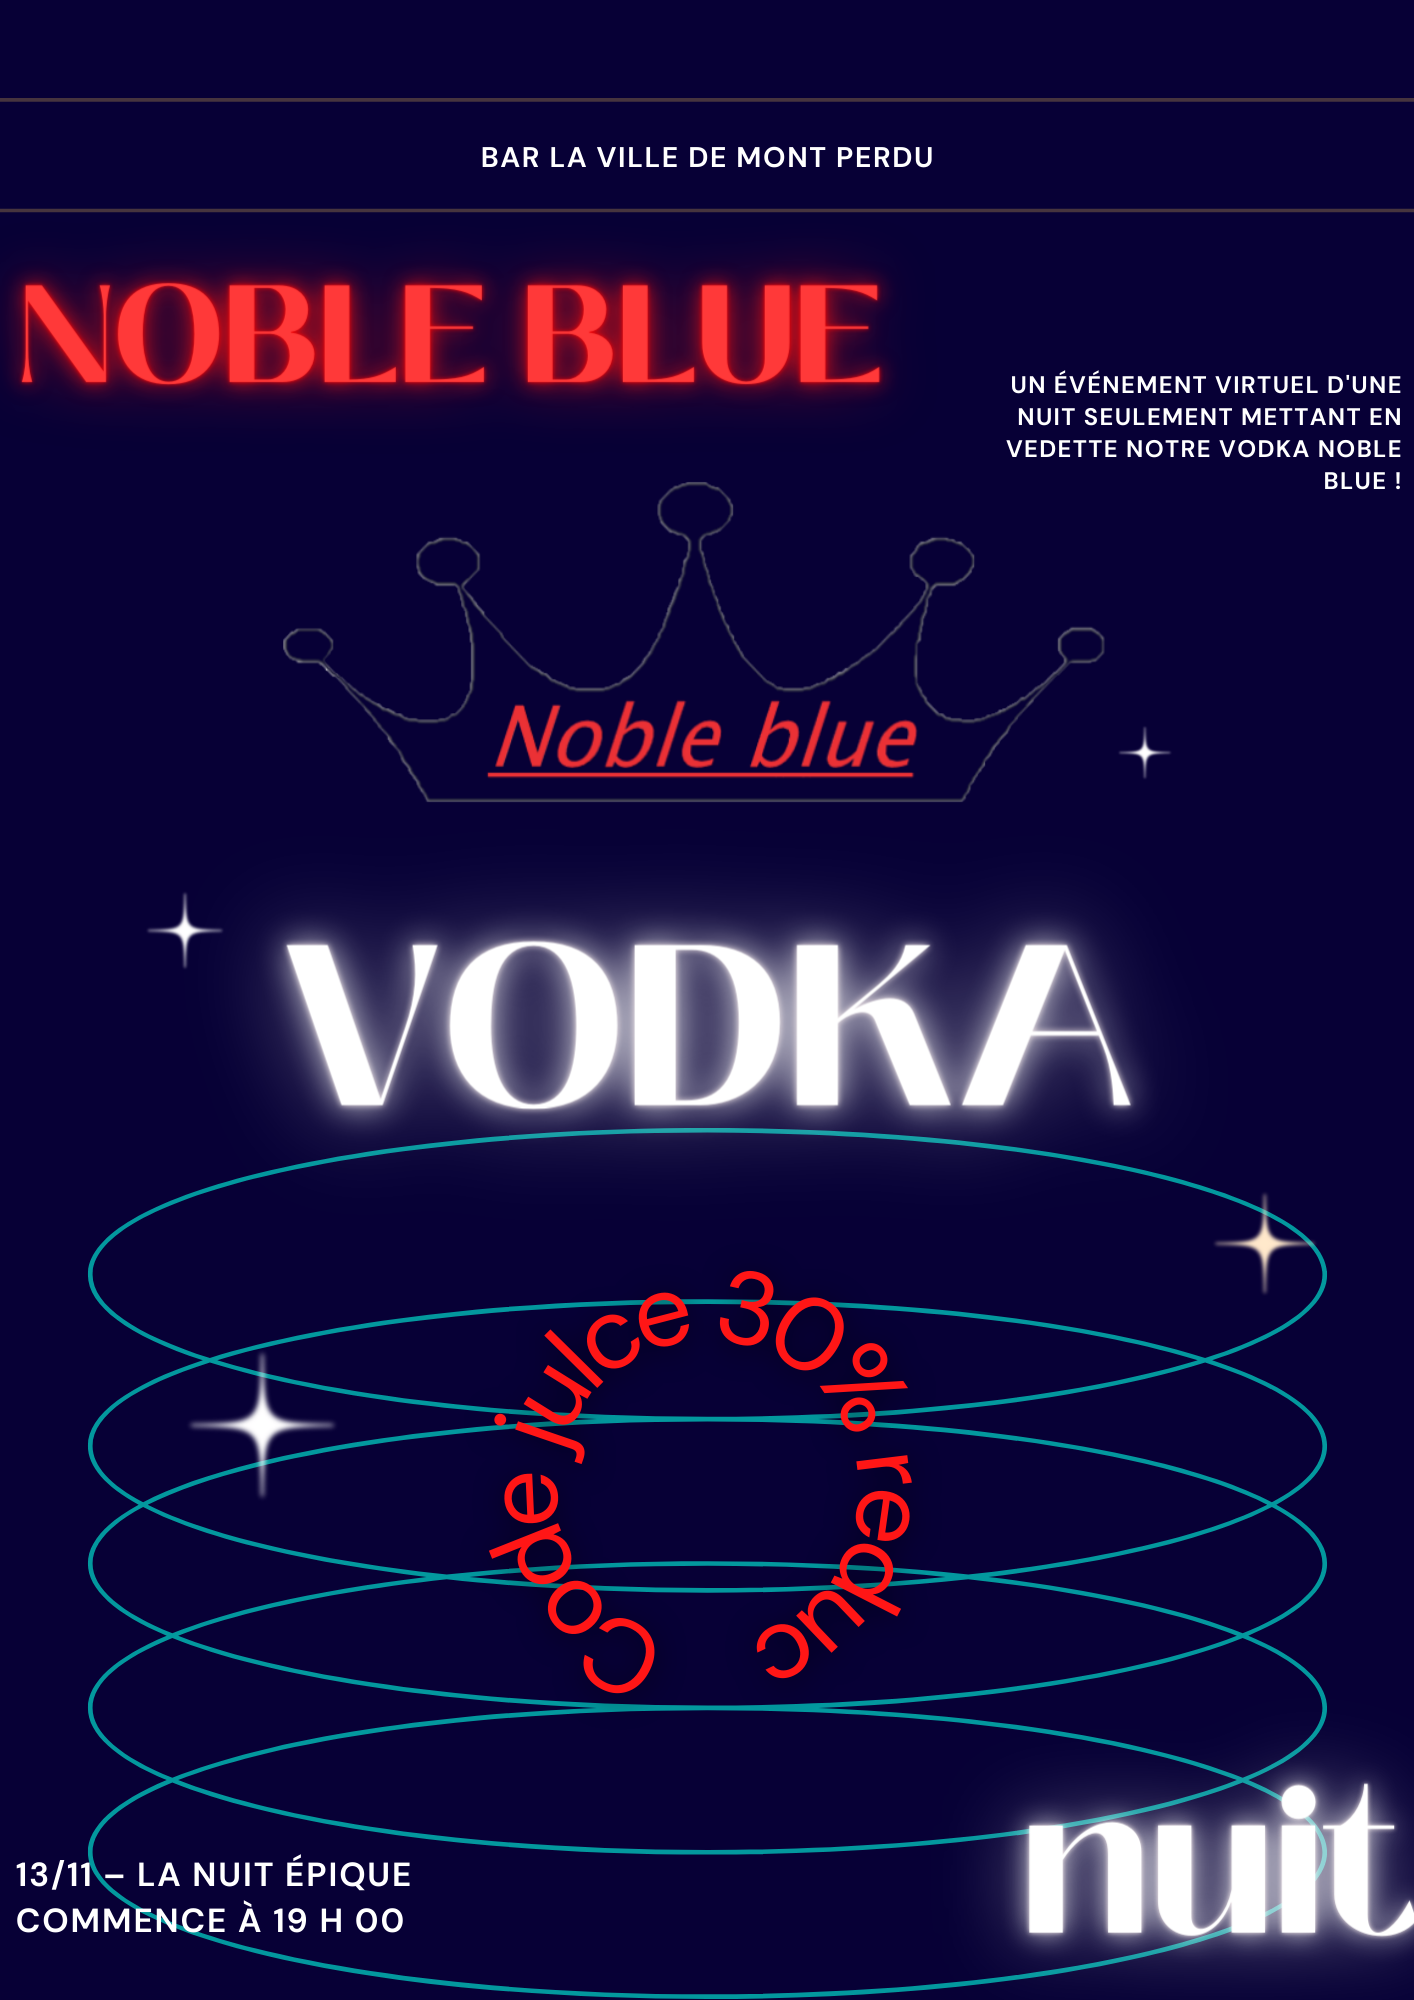 BAR LA VILLE DE MONT PERDU
NOBLE BLUE
UN ÉVÉNEMENT VIRTUEL D'UNE
NUIT SEULEMENT METTANT EN
VEDETTE NOTRE VODKA NOBLE
BLUE !
Noble blue
VODKA
Code julce 30% reduc
nuit
13/11 – LA NUIT ÉPIQUE
COMMENCE À 19 H 00